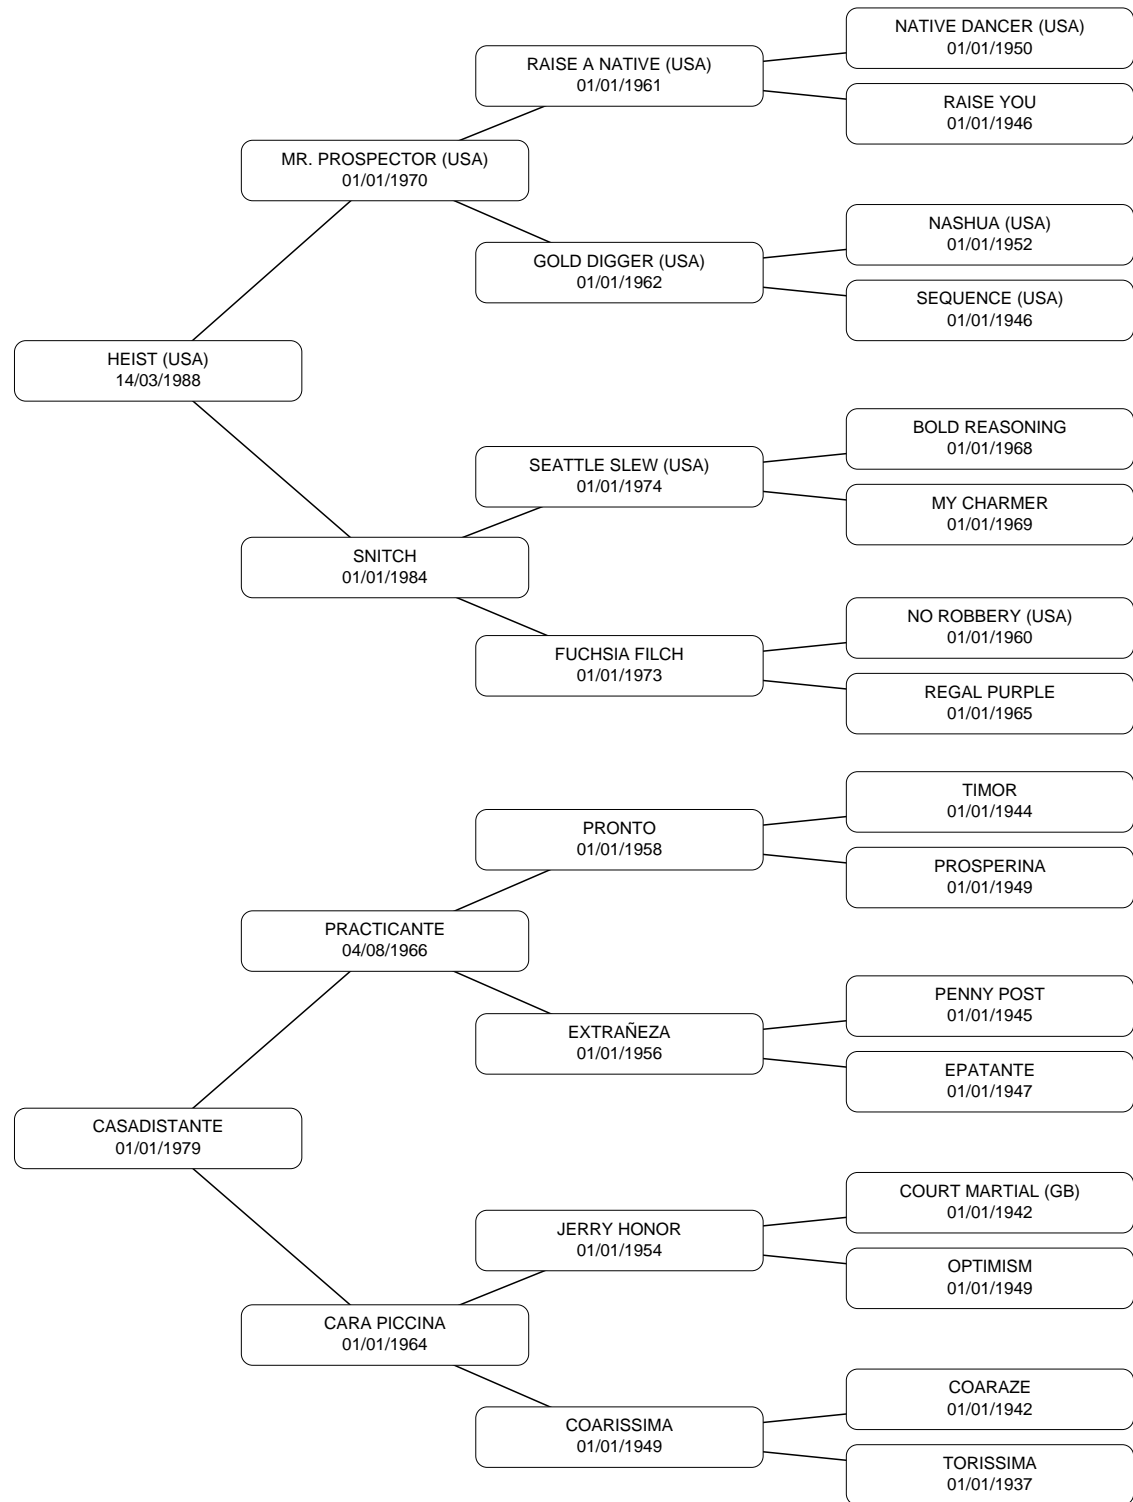 NATIVE DANCER (USA)
01/01/1950
RAISE A NATIVE (USA)
01/01/1961
RAISE YOU
01/01/1946
MR. PROSPECTOR (USA)
01/01/1970
NASHUA (USA)
01/01/1952
GOLD DIGGER (USA)
01/01/1962
SEQUENCE (USA)
01/01/1946
HEIST (USA)
14/03/1988
BOLD REASONING
01/01/1968
SEATTLE SLEW (USA)
01/01/1974
MY CHARMER
01/01/1969
SNITCH
01/01/1984
NO ROBBERY (USA)
01/01/1960
FUCHSIA FILCH
01/01/1973
REGAL PURPLE
01/01/1965
TIMOR
01/01/1944
PRONTO
01/01/1958
PROSPERINA
01/01/1949
PRACTICANTE
04/08/1966
PENNY POST
01/01/1945
EXTRAÑEZA
01/01/1956
EPATANTE
01/01/1947
CASADISTANTE
01/01/1979
COURT MARTIAL (GB)
01/01/1942
JERRY HONOR
01/01/1954
OPTIMISM
01/01/1949
CARA PICCINA
01/01/1964
COARAZE
01/01/1942
COARISSIMA
01/01/1949
TORISSIMA
01/01/1937